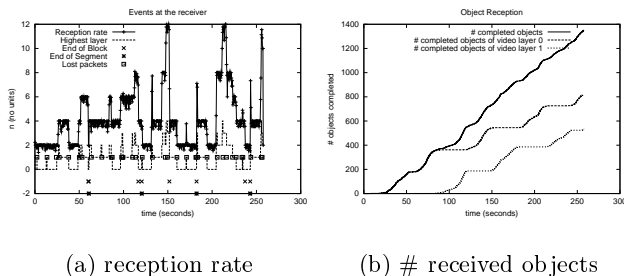 Events at the receiver
12
10
8
6
4
2
0
-2
n (no units)
Reception rate
Highest layer
End of Block
End of Segment
Lost packets
0 50 100 150 200 250 300
time (seconds)
(a) reception rate
Object Reception
1400
1200
1000
800
600
400
200
0
# objects completed
# completed objects
# completed objects of video layer 0
# completed objects of video layer 1
0 50 100 150 200 250 300
time (seconds)
(b) # received objects